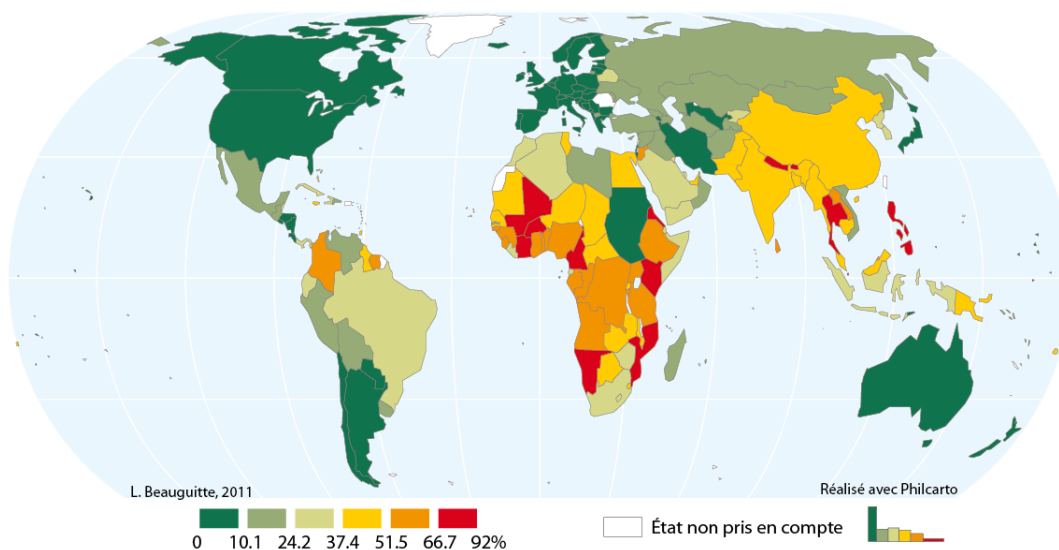 L. Beauguitte, 2011
Réalisé avec Philcarto
0 10.1 24.2 37.4 51.5 66.7 92%
État non pris en compte